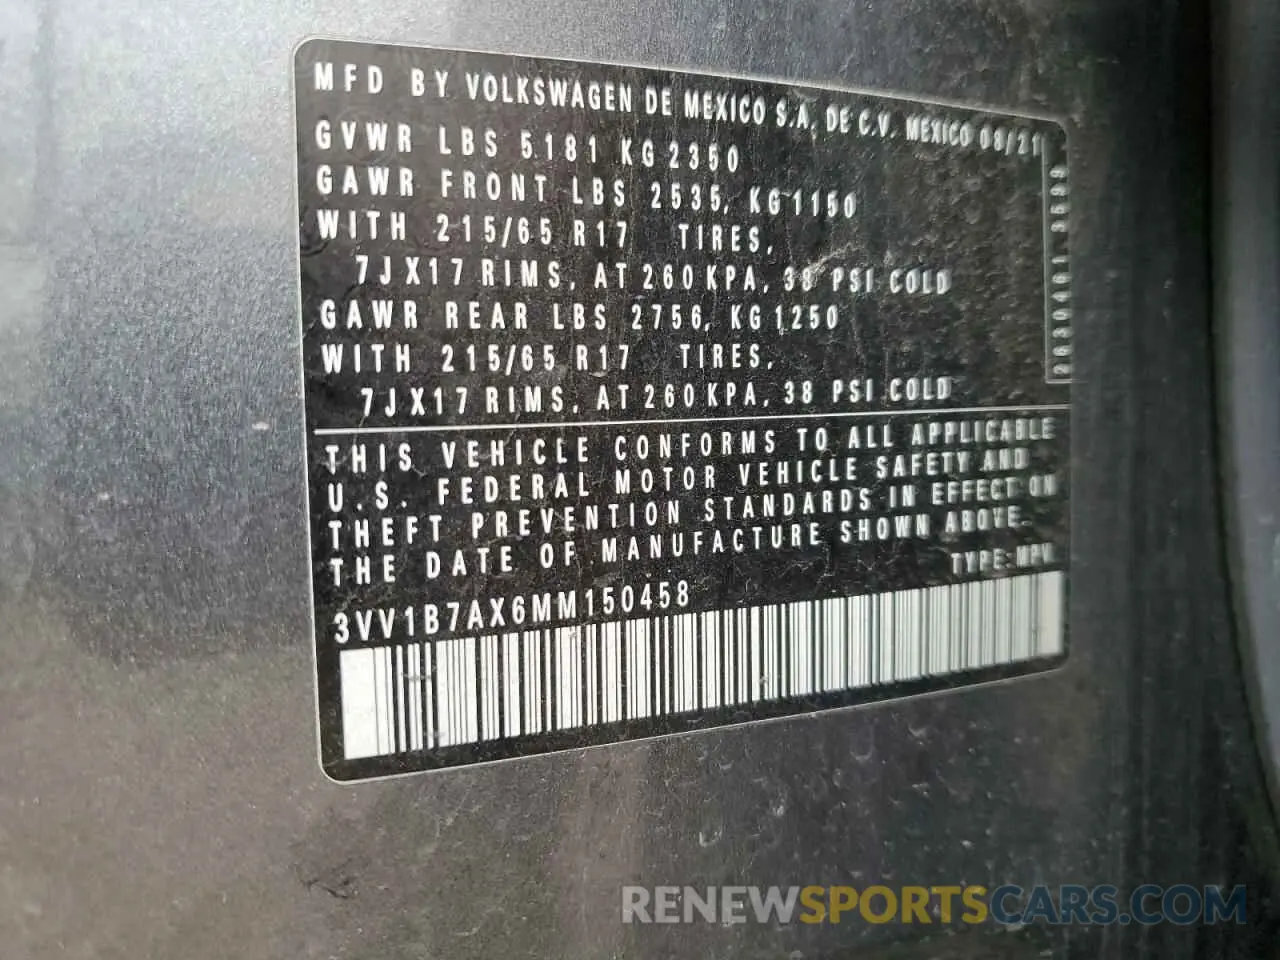 MFD BY VOLKSWAGEN DE MEXICO S.A. DE C.V. MEXICO 08/21
GVWR LBS 5181 KG 2350
GAWR FRONT LBS 2535, KG 1150
WITH 215/65 R17 TIRES,
7JX17 RIMS, AT 260 KPA, 38 PSI COLD
GAWR REAR LBS 2756, KG 1250
WITH 215/65 R17 TIRES,
7JX17 RIMS, AT 260 KPA, 38 PSI COLD
THIS VEHICLE CONFORMS TO ALL APPLICABLE
U.S. FEDERAL MOTOR VEHICLE SAFETY AND
THEFT PREVENTION STANDARDS IN EFFECT ON
THE DATE OF MANUFACTURE SHOWN ABOVE.
TYPE: MPV
3VV1B7AX6MM150458
RENEWSPORTSCARS.COM